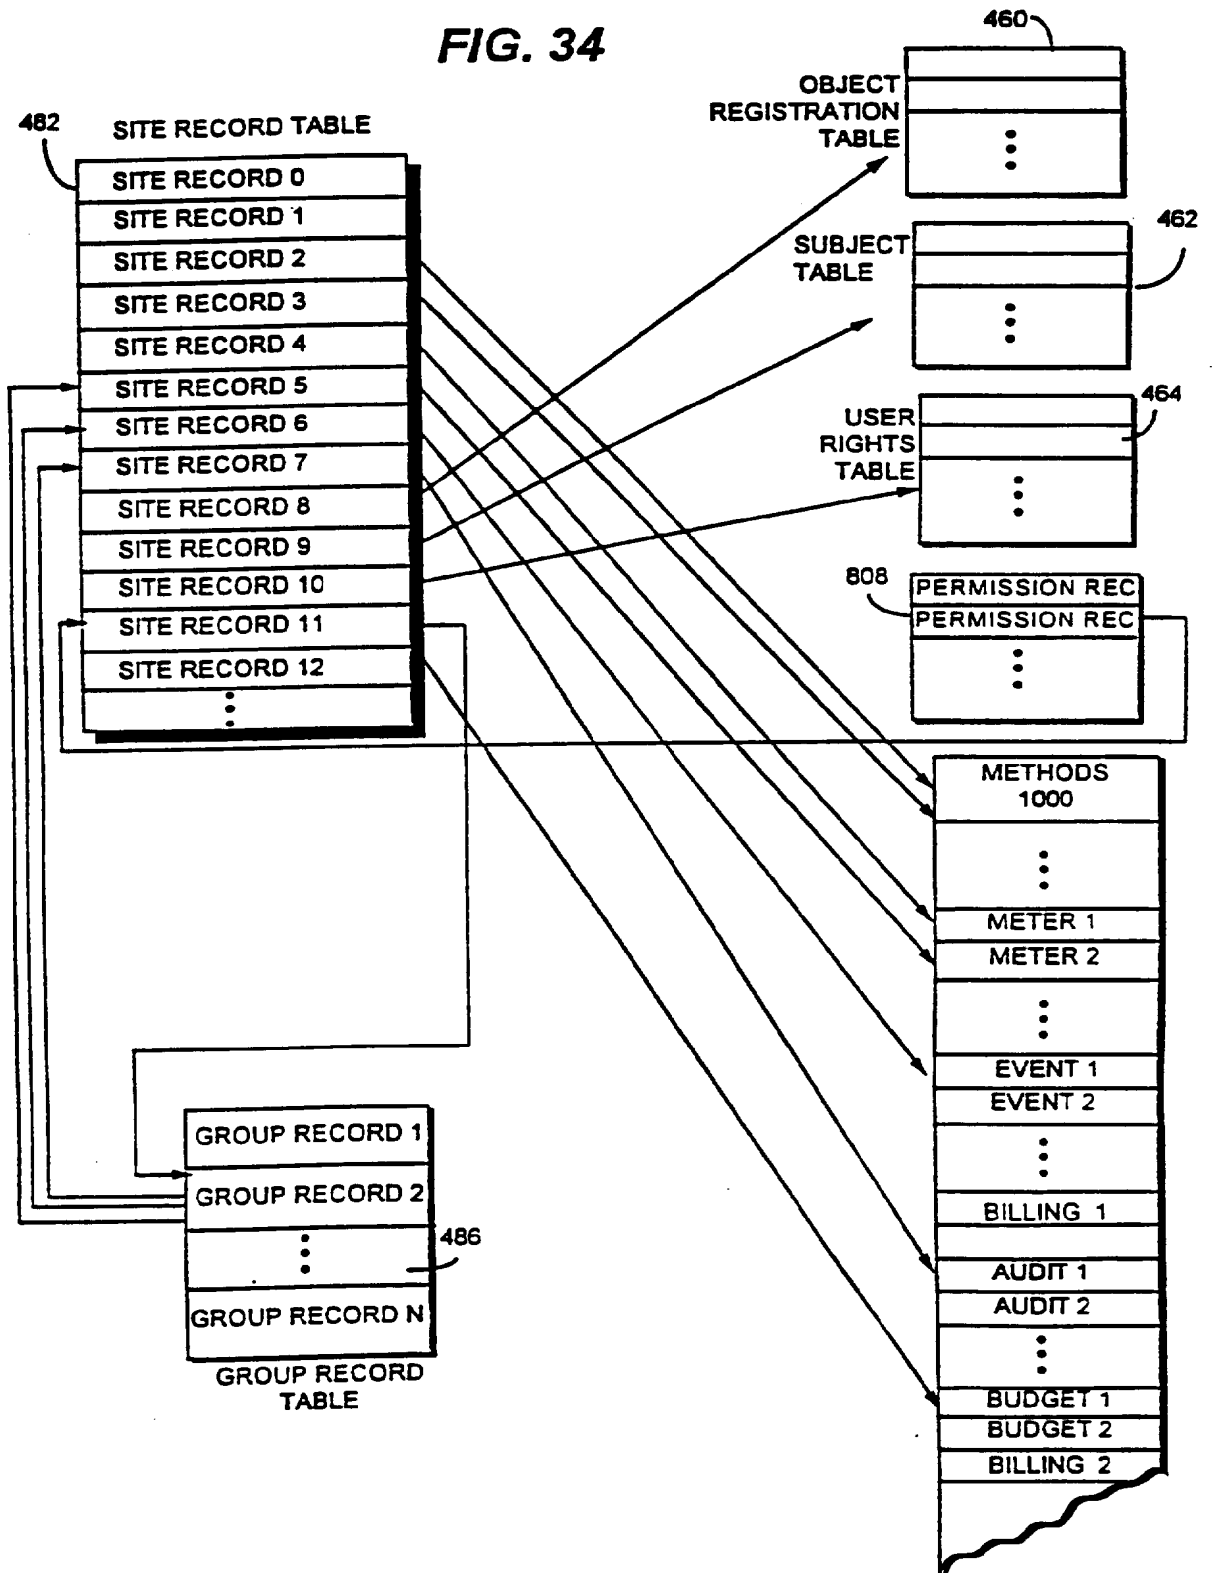 FIG. 34
460
OBJECT
REGISTRATION
TABLE
482
SITE RECORD TABLE
SITE RECORD 0
SITE RECORD 1
SITE RECORD 2
SITE RECORD 3
SITE RECORD 4
SITE RECORD 5
SITE RECORD 6
SITE RECORD 7
SITE RECORD 8
SITE RECORD 9
SITE RECORD 10
SITE RECORD 11
SITE RECORD 12
SUBJECT
TABLE
462
USER
RIGHTS
TABLE
464
808
PERMISSION REC
PERMISSION REC
METHODS
1000
METER 1
METER 2
EVENT 1
EVENT 2
BILLING 1
AUDIT 1
AUDIT 2
BUDGET 1
BUDGET 2
BILLING 2
GROUP RECORD 1
GROUP RECORD 2
486
GROUP RECORD N
GROUP RECORD
TABLE